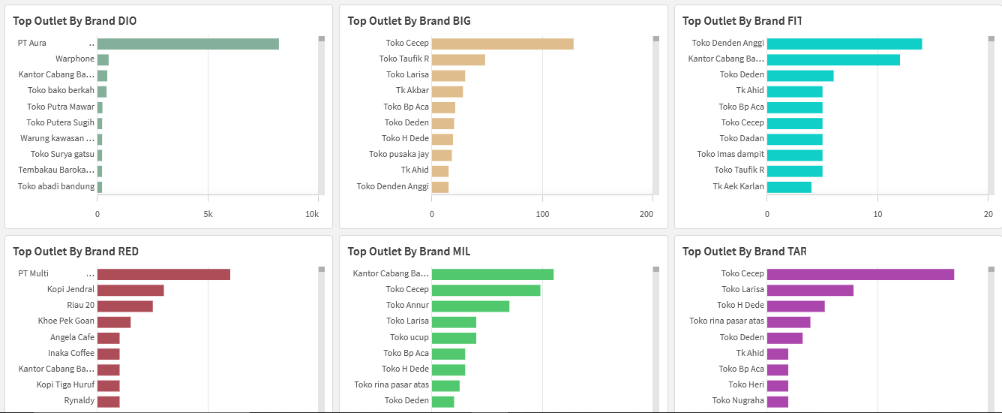 Top Outlet By Brand DIO
PT Aura ..
Warphone
Kantor Cabang Ba...
Toko bako berkah
Toko Putra Mawar
Toko Putera Sugih
Warung kawasan ...
Toko Surya gatsu
Tembakau Baroka...
Toko abadi bandung
0 5k 10k
Top Outlet By Brand BIG
Toko Cecep
Toko Taufik R
Toko Larisa
Tk Akbar
Toko Bp Aca
Toko Deden
Toko H Dede
Toko pusaka jay
Tk Ahid
Toko Denden Anggi
0 100 200
Top Outlet By Brand FIT
Toko Denden Anggi
Kantor Cabang Ba...
Toko Deden
Tk Ahid
Toko Bp Aca
Toko Cecep
Toko Dadan
Toko Imas dampit
Toko Taufik R
Tk Aek Karlan
0 10 20
Top Outlet By Brand RED
PT Multi ...
Kopi Jendral
Riau 20
Khoe Pek Goan
Angela Cafe
Inaka Coffee
Kantor Cabang Ba...
Kopi Tiga Huruf
Rynaldy
Top Outlet By Brand MIL
Kantor Cabang Ba...
Toko Cecep
Toko Annur
Toko Larisa
Toko ucup
Toko Bp Aca
Toko H Dede
Toko rina pasar atas
Toko Deden
Top Outlet By Brand TAR
Toko Cecep
Toko Larisa
Toko H Dede
Toko rina pasar atas
Toko Deden
Tk Ahid
Toko Bp Aca
Toko Heri
Toko Nugraha